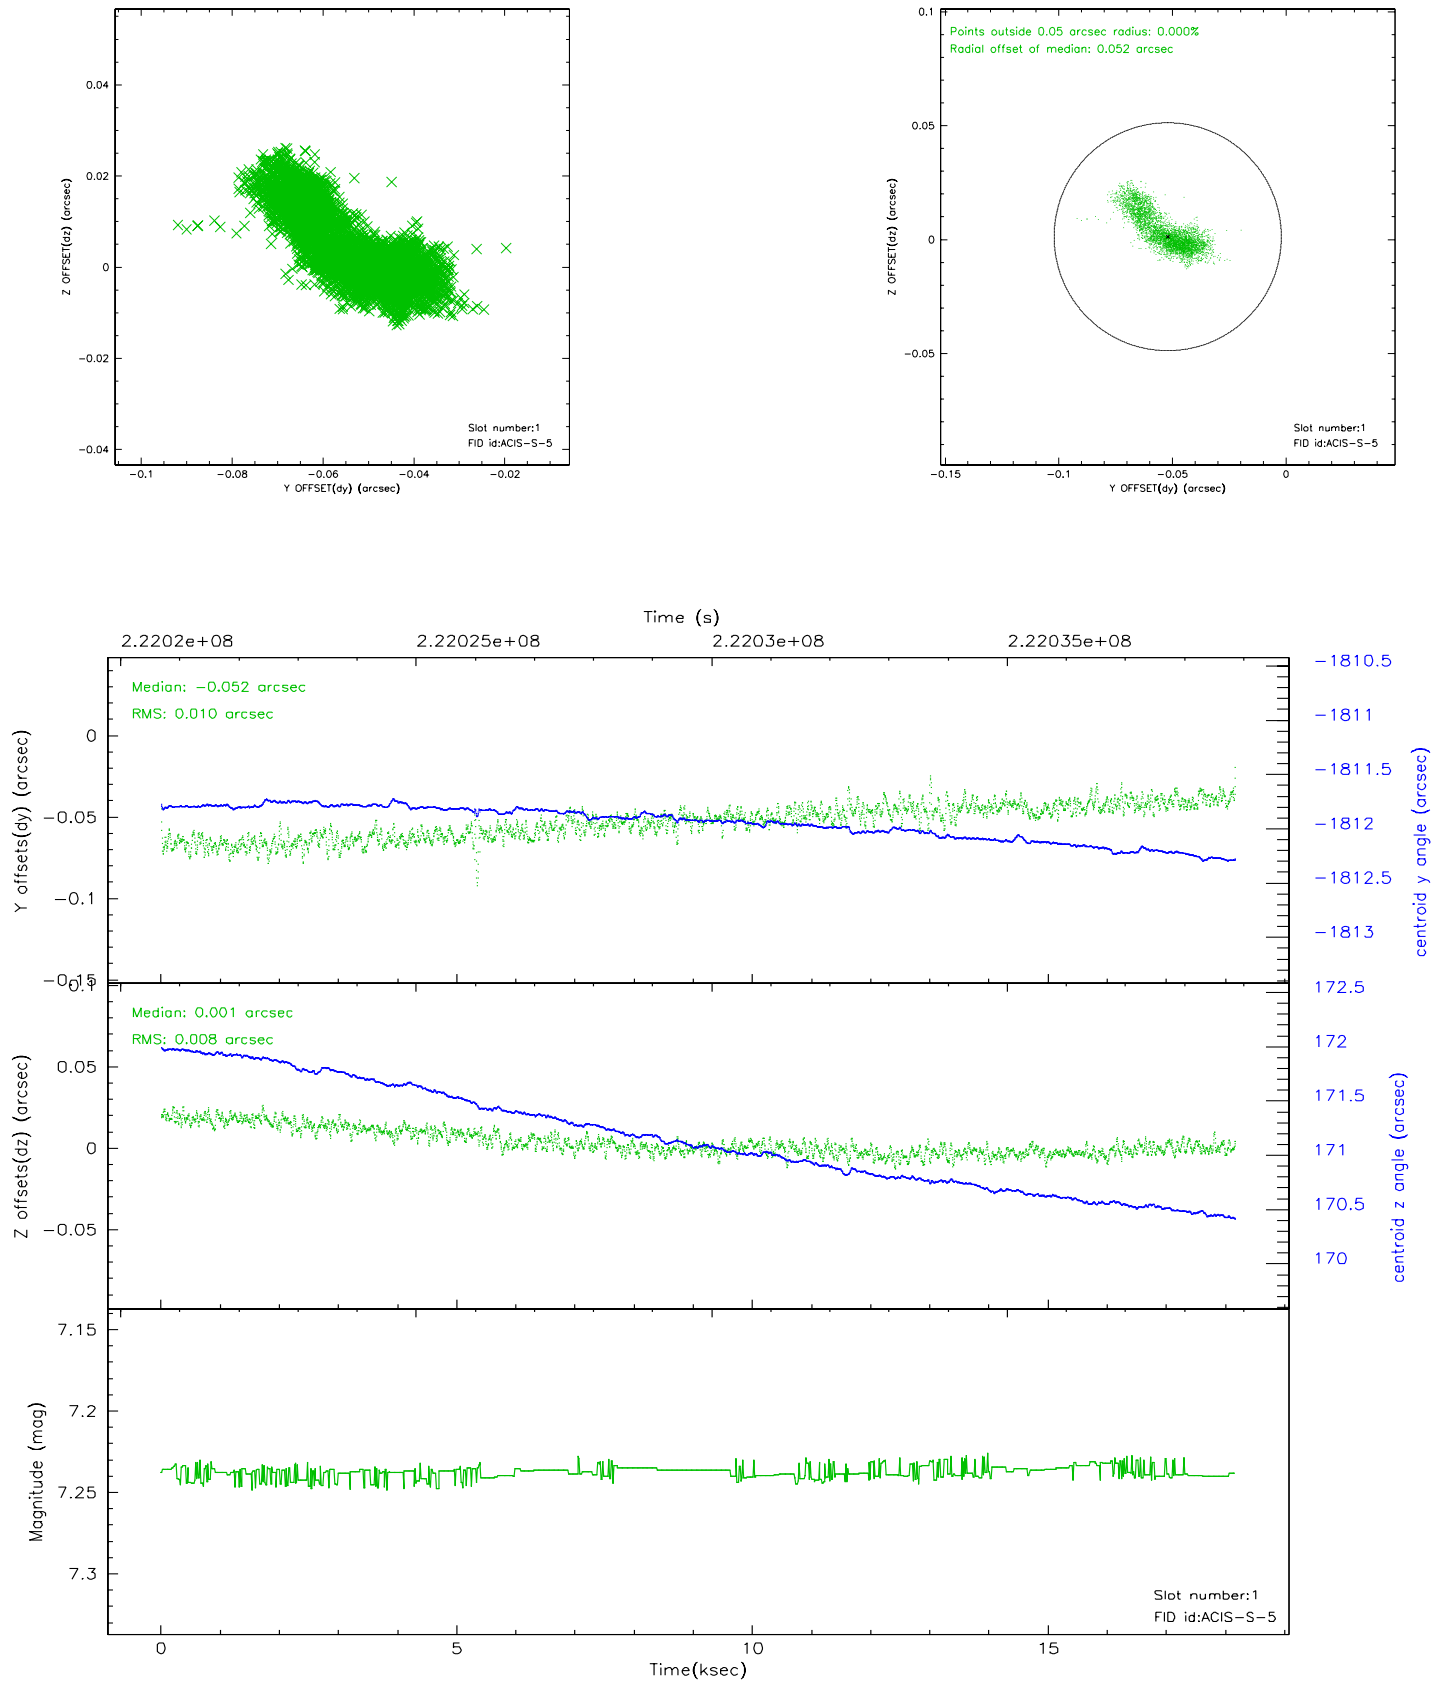 0.04
0.02
0
−0.02
−0.04
Z OFFSET(dz) (arcsec)
Slot number:1
FID id:ACIS−S−5
−0.1
−0.08
−0.06
−0.04
−0.02
Y OFFSET(dy) (arcsec)
0.1
0.05
0
−0.05
Z OFFSET(dz) (arcsec)
Points outside 0.05 arcsec radius: 0.000%
Radial offset of median: 0.052 arcsec
Slot number:1
FID id:ACIS−S−5
−0.15
−0.1
−0.05
0
Y OFFSET(dy) (arcsec)
Time (s)
2.2202e+08
2.22025e+08
2.2203e+08
2.22035e+08
Median: −0.052 arcsec
RMS: 0.010 arcsec
0
−0.05
−0.1
−0.15
Y offsets(dy) (arcsec)
−1810.5
−1811
−1811.5
−1812
−1812.5
−1813
centroid y angle (arcsec)
Median: 0.001 arcsec
RMS: 0.008 arcsec
0.1
0.05
0
−0.05
Z offsets(dz) (arcsec)
172.5
172
171.5
171
170.5
170
centroid z angle (arcsec)
7.15
7.2
7.25
7.3
Magnitude (mag)
Slot number:1
FID id:ACIS−S−5
0
5
10
15
Time(ksec)